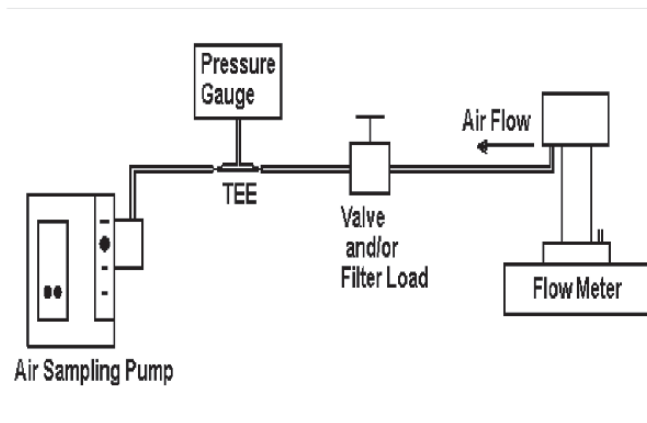 Pressure
Gauge
Air Flow
TEE
Valve
and/or
Filter Load
Flow Meter
Air Sampling Pump